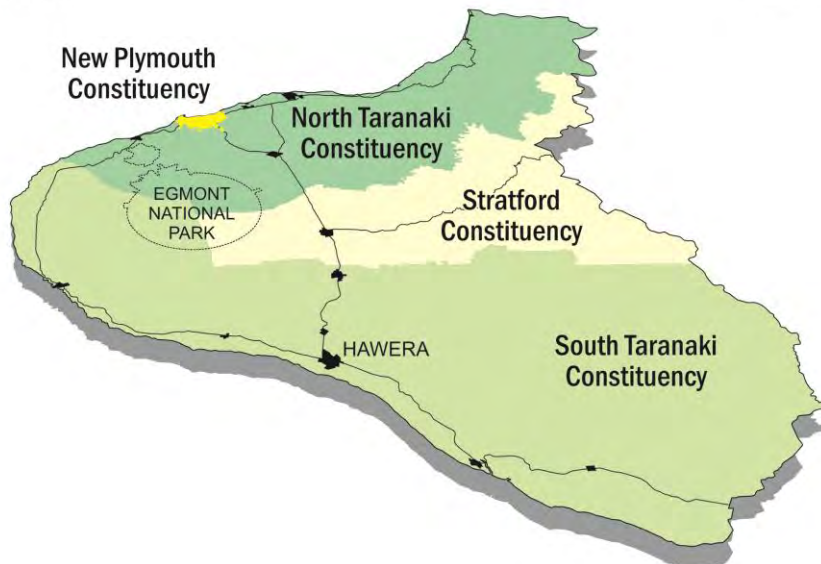 New Plymouth
Constituency
North Taranaki
Constituency
EGMONT
NATIONAL
PARK
Stratford
Constituency
HAWERA
South Taranaki
Constituency